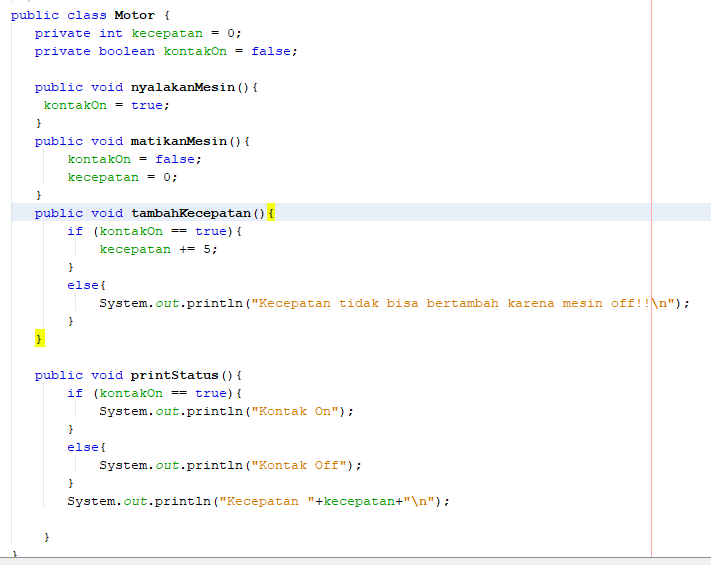 public class Motor {
private int kecepatan = 0;
private boolean kontakOn = false;
public void nyalakanMesin(){
kontakOn = true;
}
public void matikanMesin(){
kontakOn = false;
kecepatan = 0;
}
public void tambahKecepatan(){
if (kontakOn == true){
kecepatan += 5;
}
else{
System.out.println("Kecepatan tidak bisa bertambah karena mesin off!!\n");
}
}
public void printStatus(){
if (kontakOn == true){
System.out.println("Kontak On");
}
else{
System.out.println("Kontak Off");
}
System.out.println("Kecepatan "+kecepatan+"\n");
}
}